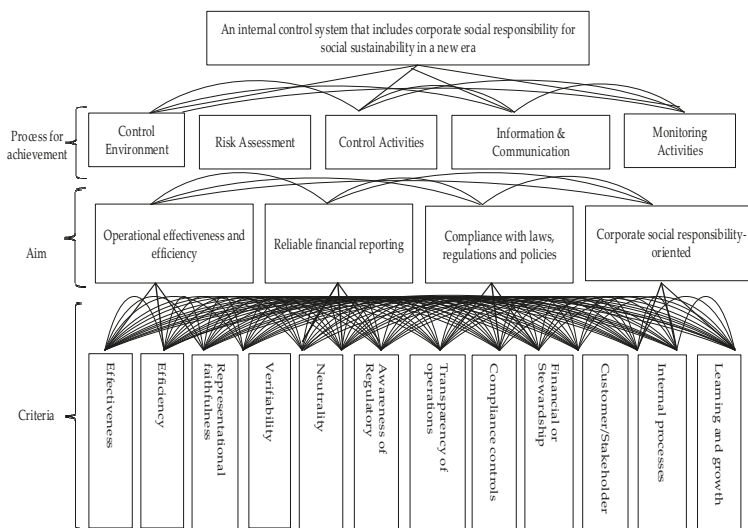 An internal control system that includes corporate social responsibility for
social sustainability in a new era
Process for
achievement
Control
Environment
Risk Assessment
Control Activities
Information &
Communication
Monitoring
Activities
Aim
Operational effectiveness and
efficiency
Reliable financial reporting
Compliance with laws,
regulations and policies
Corporate social responsibility-
oriented
Criteria
Effectiveness
Efficiency
Representational
faithfulness
Verifiability
Neutrality
Awareness of
Regulatory
Transparency of
operations
Compliance controls
Financial or
Stewardship
Customer/Stakeholder
Internal processes
Learning and growth